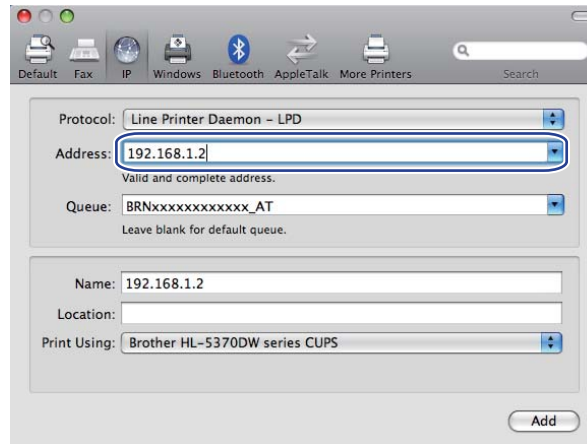 Default Fax IP Windows Bluetooth AppleTalk More Printers Search
Protocol: Line Printer Daemon – LPD
Address: 192.168.1.2
Valid and complete address.
Queue: BRNxxxxxxxxxxxx_AT
Leave blank for default queue.
Name: 192.168.1.2
Location:
Print Using: Brother HL-5370DW series CUPS
Add